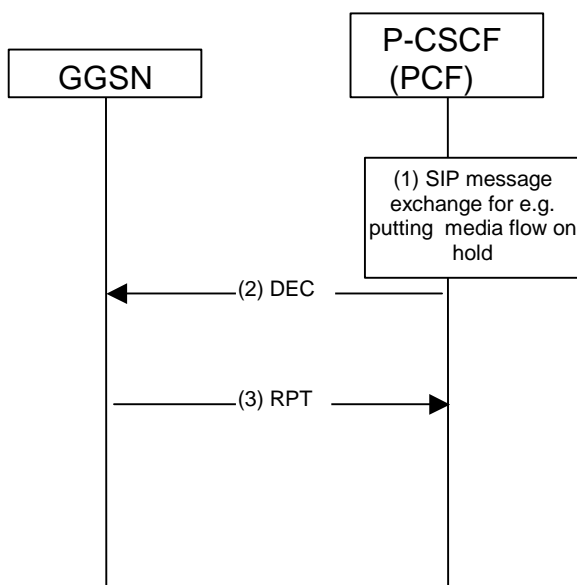 GGSN
P-CSCF
(PCF)
(1) SIP message
exchange for e.g.
putting media flow on
hold
(2) DEC
(3) RPT